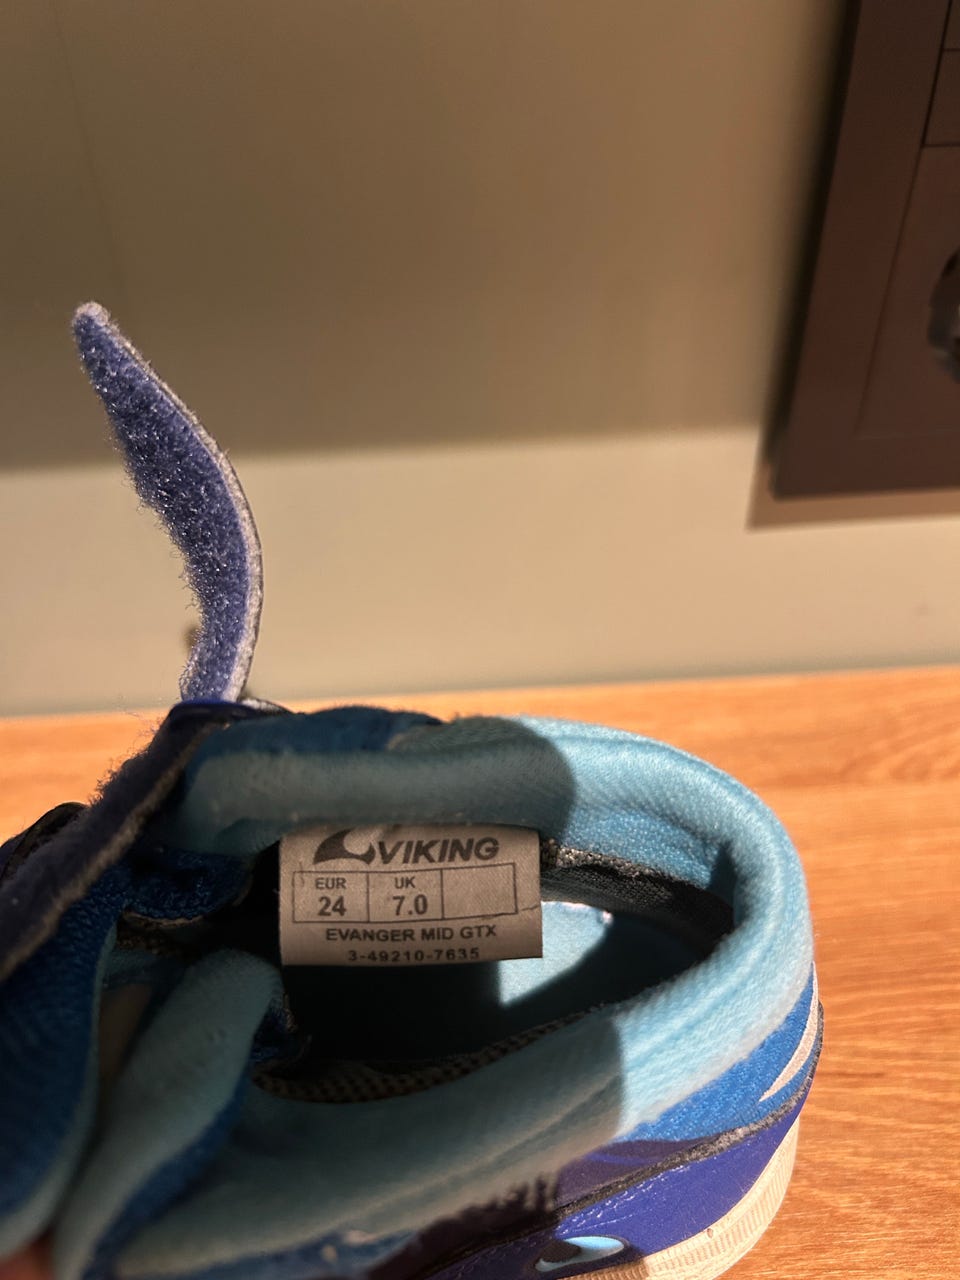 VIKING
EUR UK
24 7.0
EVANGER MID GTX
3-49210-7635